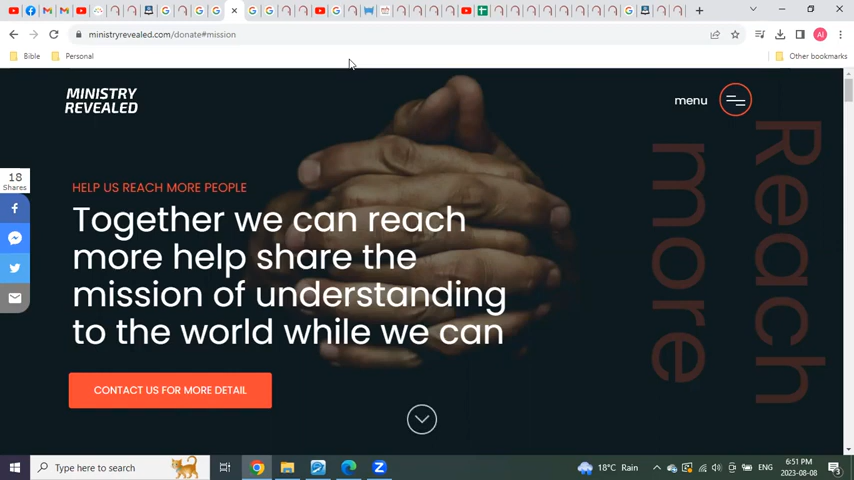 ministryrevealed.com/donate#mission
AI
Bible
Personal
Other bookmarks
MINISTRY
REVEALED
menu
18
Shares
HELP US REACH MORE PEOPLE
Together we can reach
more help share the
mission of understanding
to the world while we can
CONTACT US FOR MORE DETAIL
Reach
more
Type here to search
18°C Rain
ENG
6:51 PM
2023-08-08
3